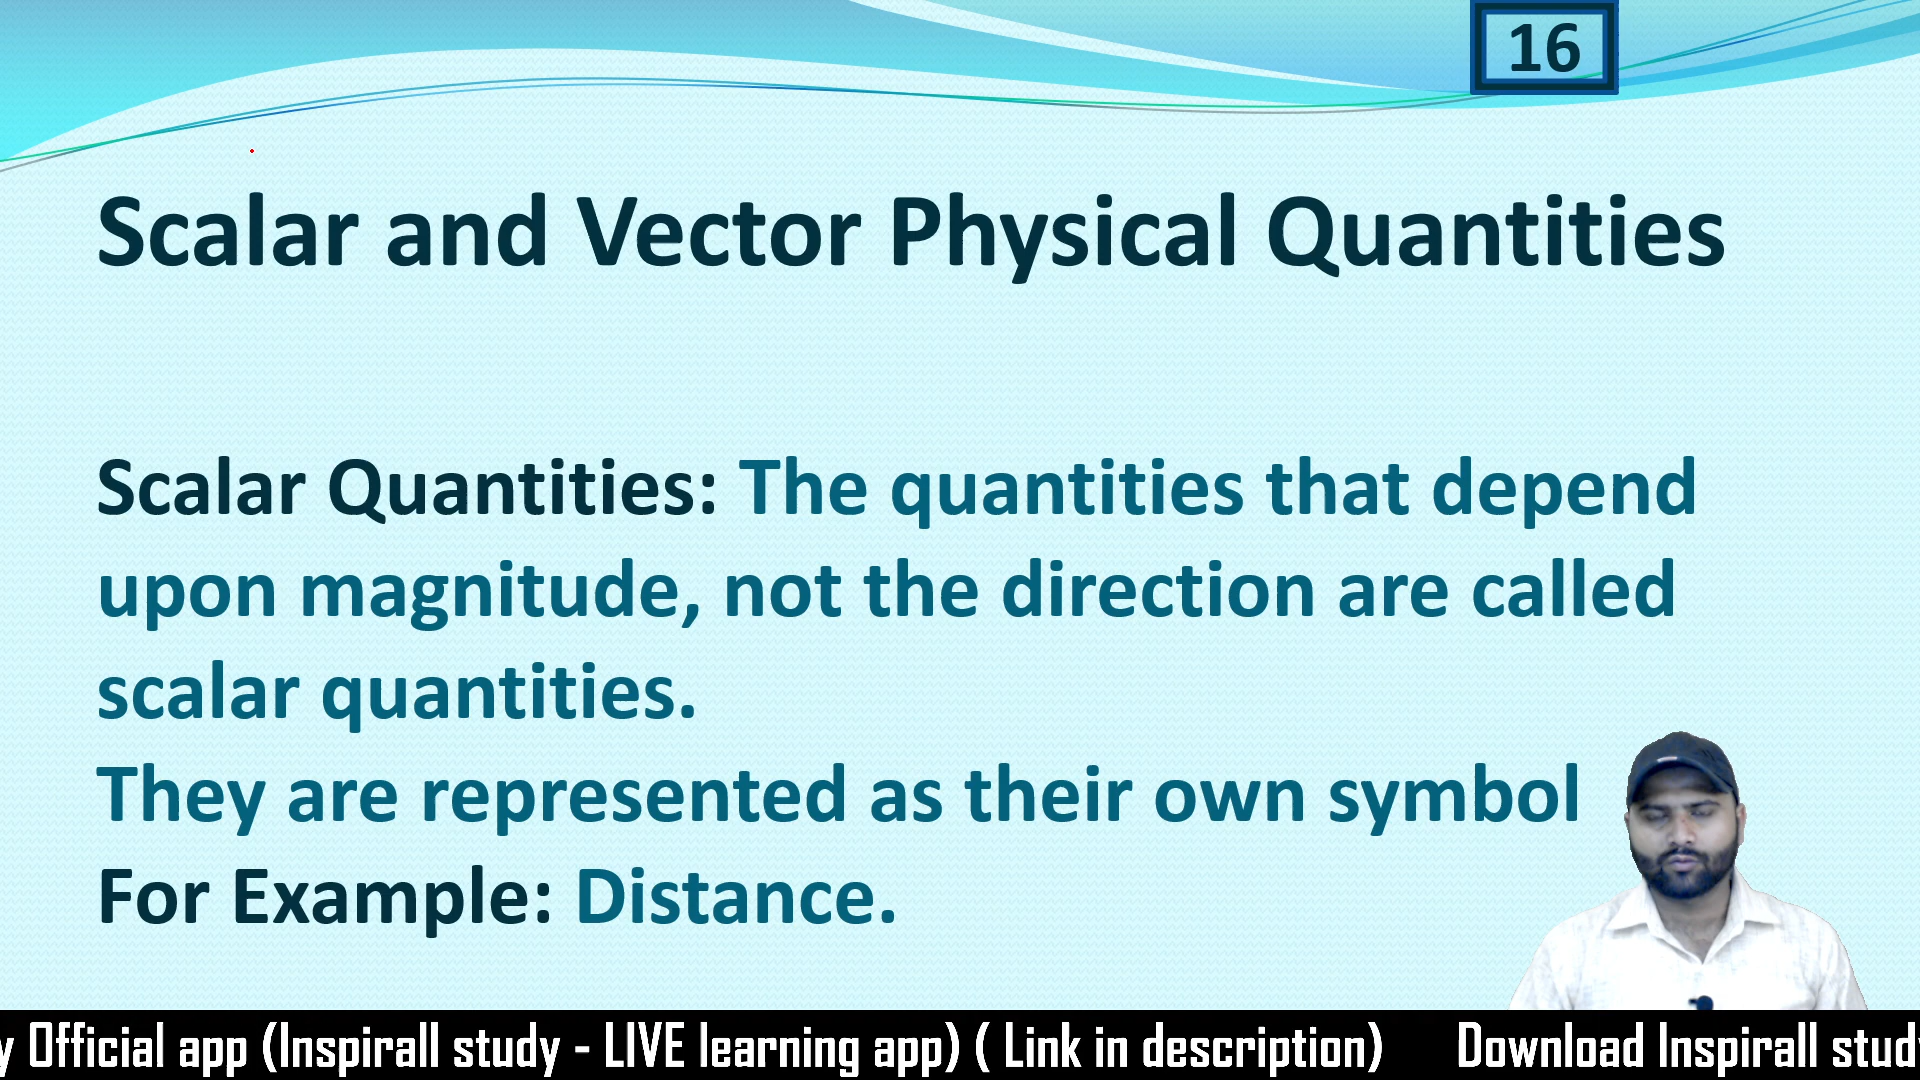 16
Scalar and Vector Physical Quantities
Scalar Quantities: The quantities that depend
upon magnitude, not the direction are called
scalar quantities.
They are represented as their own symbol
For Example: Distance.
y Official app (Inspirall study - LIVE learning app) ( Link in description) Download Inspirall study